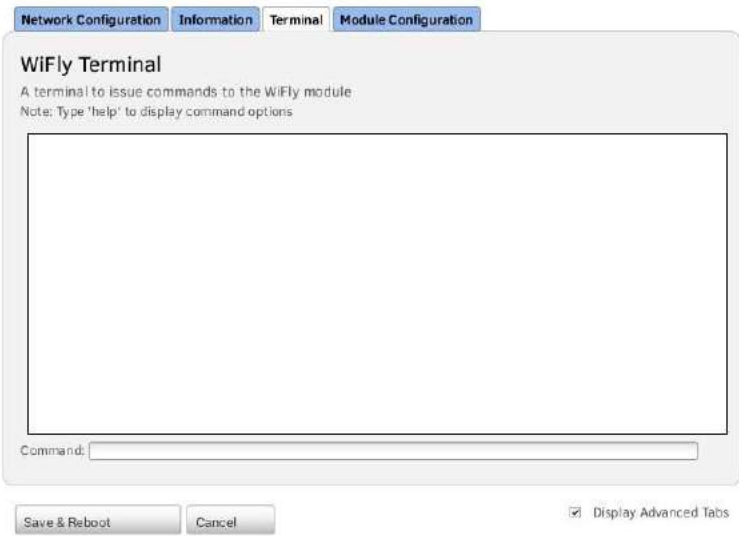 Network Configuration Information Terminal Module Configuration
WiFly Terminal
A terminal to issue commands to the WiFly module
Note: Type 'help' to display command options
Command:
Save & Reboot Cancel Display Advanced Tabs